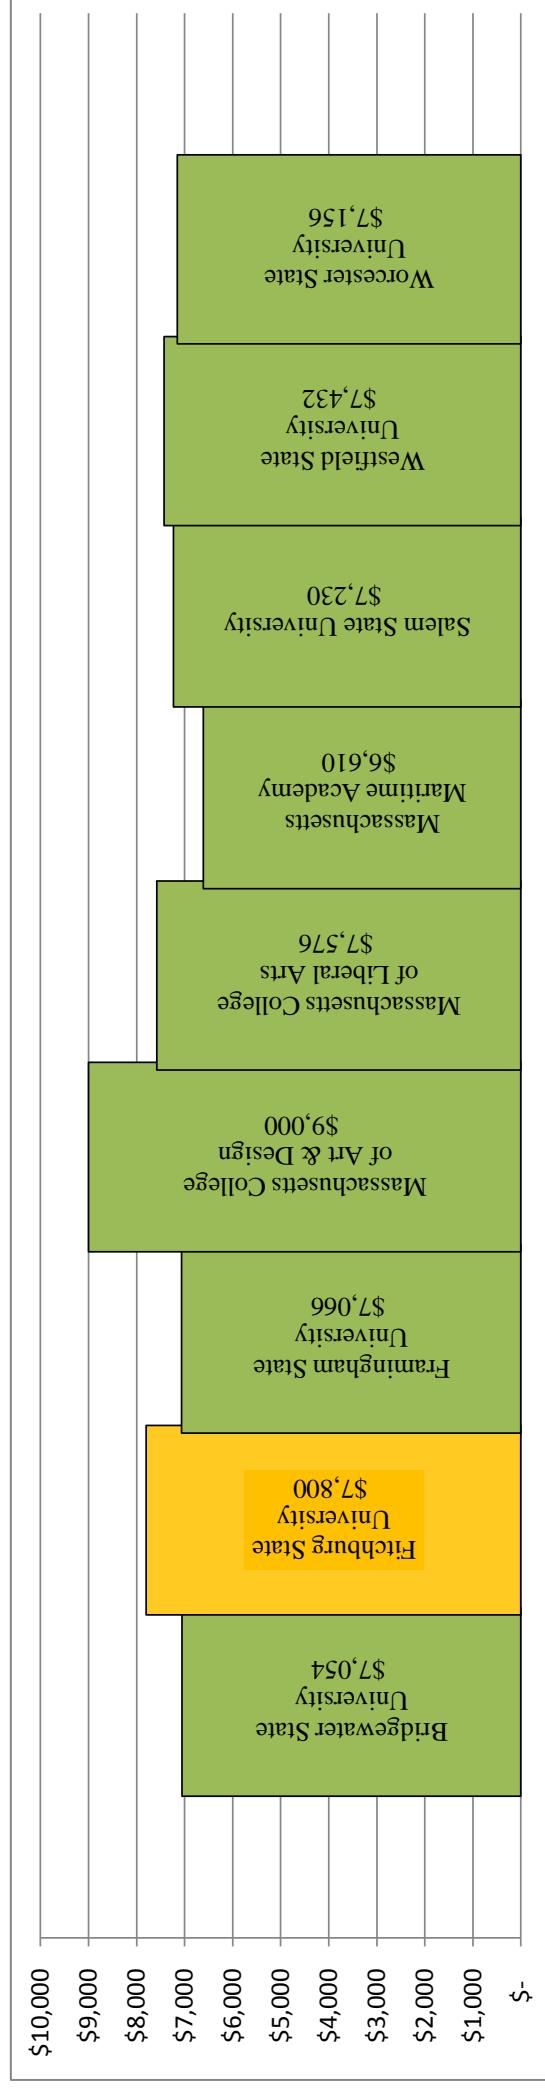 $10,000
$9,000
$8,000
$7,000
$6,000
$5,000
$4,000
$3,000
$2,000
$1,000
$-
Bridgewater State
University
$7,054
Fitchburg State
University
$7,800
Framingham State
University
$7,066
Massachusetts College
of Art & Design
$9,000
Massachusetts College
of Liberal Arts
$7,576
Massachusetts
Maritime Academy
$6,610
Salem State University
$7,230
Westfield State
University
$7,432
Worcester State
University
$7,156